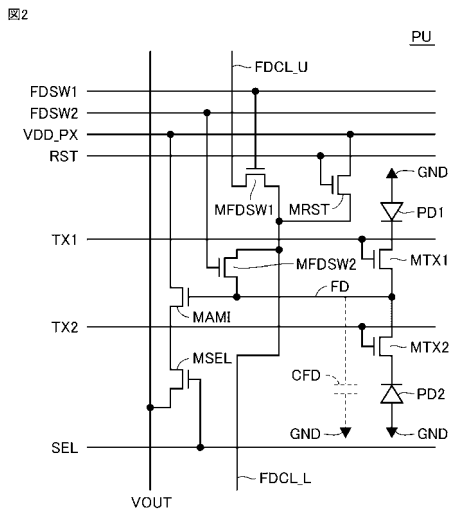 図2
PU
FDCL_U
FDSW1
FDSW2
VDD_PX
RST
GND
MFDSW1
MRST
PD1
TX1
MFDSW2
MTX1
FD
MAMI
TX2
MSEL
MTX2
CFD
PD2
GND
GND
SEL
FDCL_L
VOUT